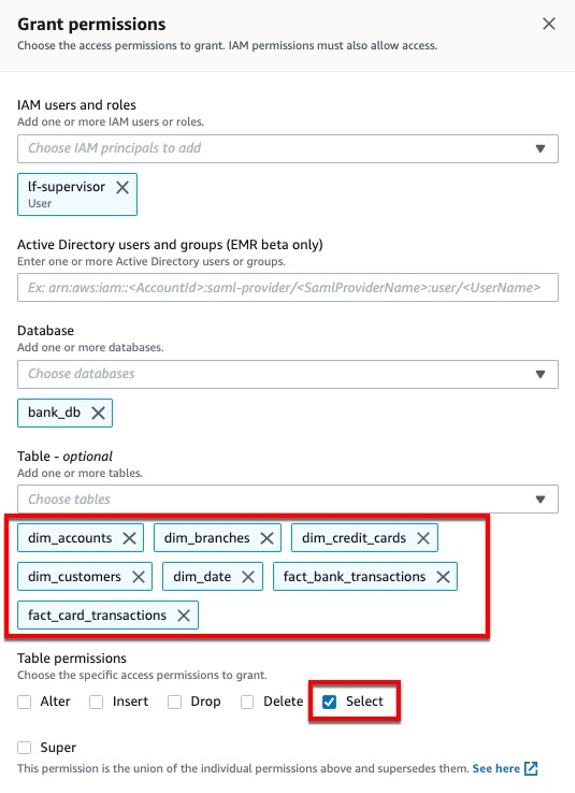 Grant permissions
Choose the access permissions to grant. IAM permissions must also allow access.
IAM users and roles
Add one or more IAM users or roles.
Choose IAM principals to add
lf-supervisor
User
Active Directory users and groups (EMR beta only)
Enter one or more Active Directory users or groups.
Ex: arn:aws:iam::<AccountId>:saml-provider/<SamlProviderName>:user/<UserName>
Database
Add one or more databases.
Choose databases
bank_db
Table - optional
Add one or more tables.
Choose tables
dim_accounts dim_branches dim_credit_cards
dim_customers dim_date fact_bank_transactions
fact_card_transactions
Table permissions
Choose the specific access permissions to grant.
Alter Insert Drop Delete Select
Super
This permission is the union of the individual permissions above and supersedes them. See here